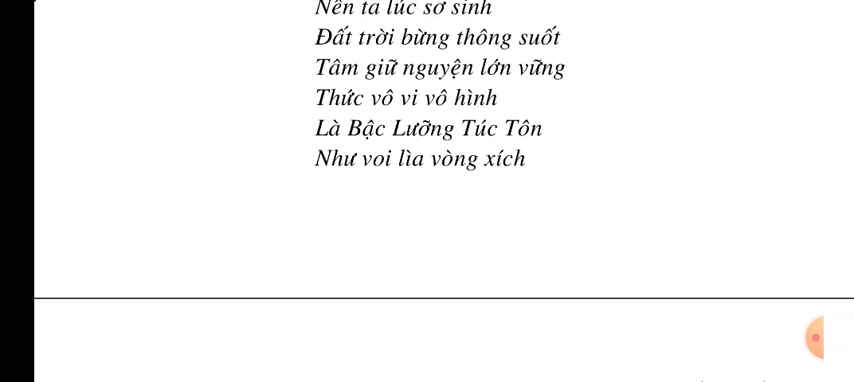 Nên ta lúc sơ sinh
Đất trời bừng thông suốt
Tâm giữ nguyện lớn vững
Thức vô vi vô hình
Là Bậc Lưỡng Túc Tôn
Như voi lìa vòng xích